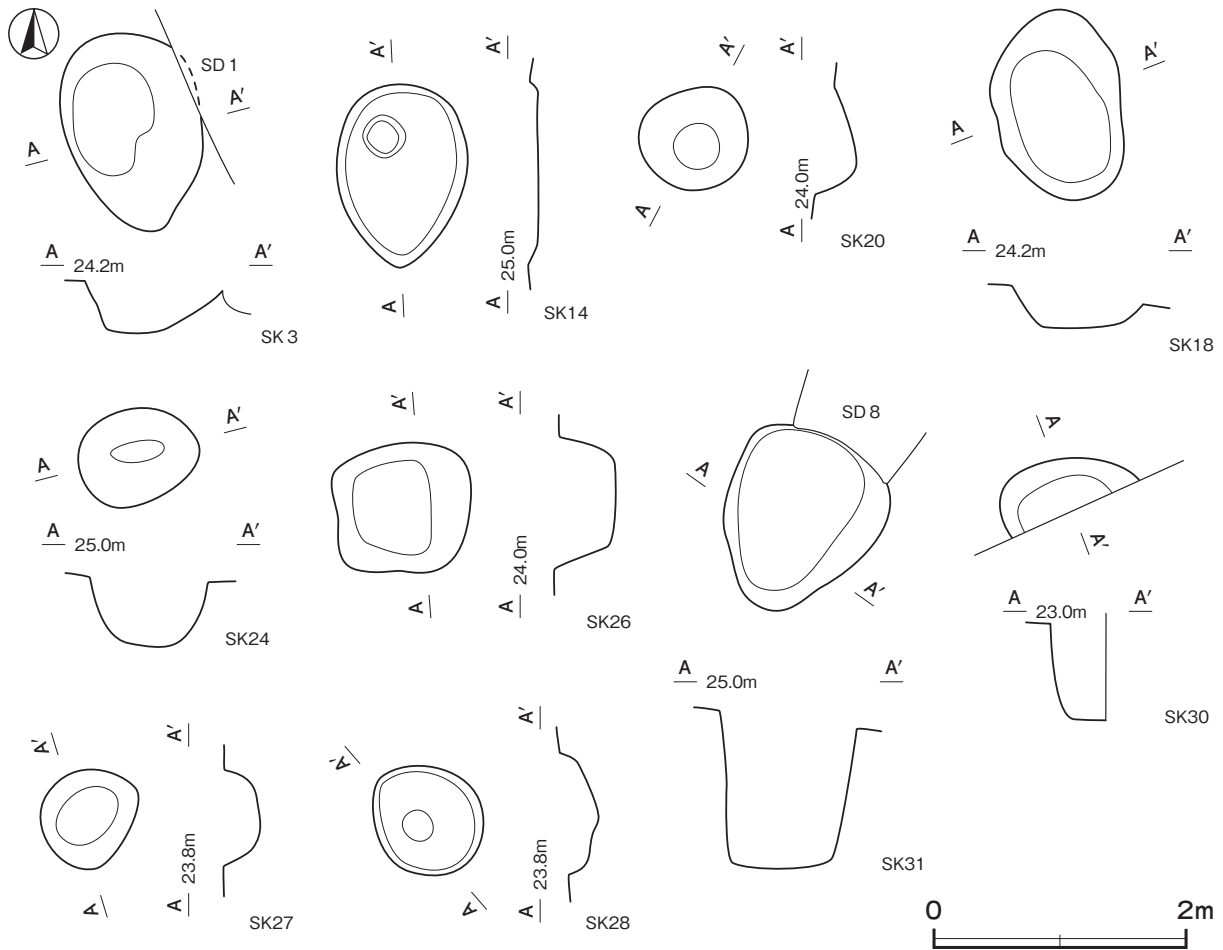 SD 1
A
A′
A 24.2m A′
SK 3
A′
A
A′
A 25.0m
SK14
A′
A
A′
A 24.0m
SK20
A′
A
A 24.2m A′
SK18
A′
A
A 25.0m A′
SK24
A′
A
A′
A 24.0m
SK26
SD 8
A
A′
A 25.0m A′
SK31
A
A′
A 23.0m A′
SK30
A′
A
A′
A 23.8m
SK27
A′
A
A′
A 23.8m
SK28
0 2m